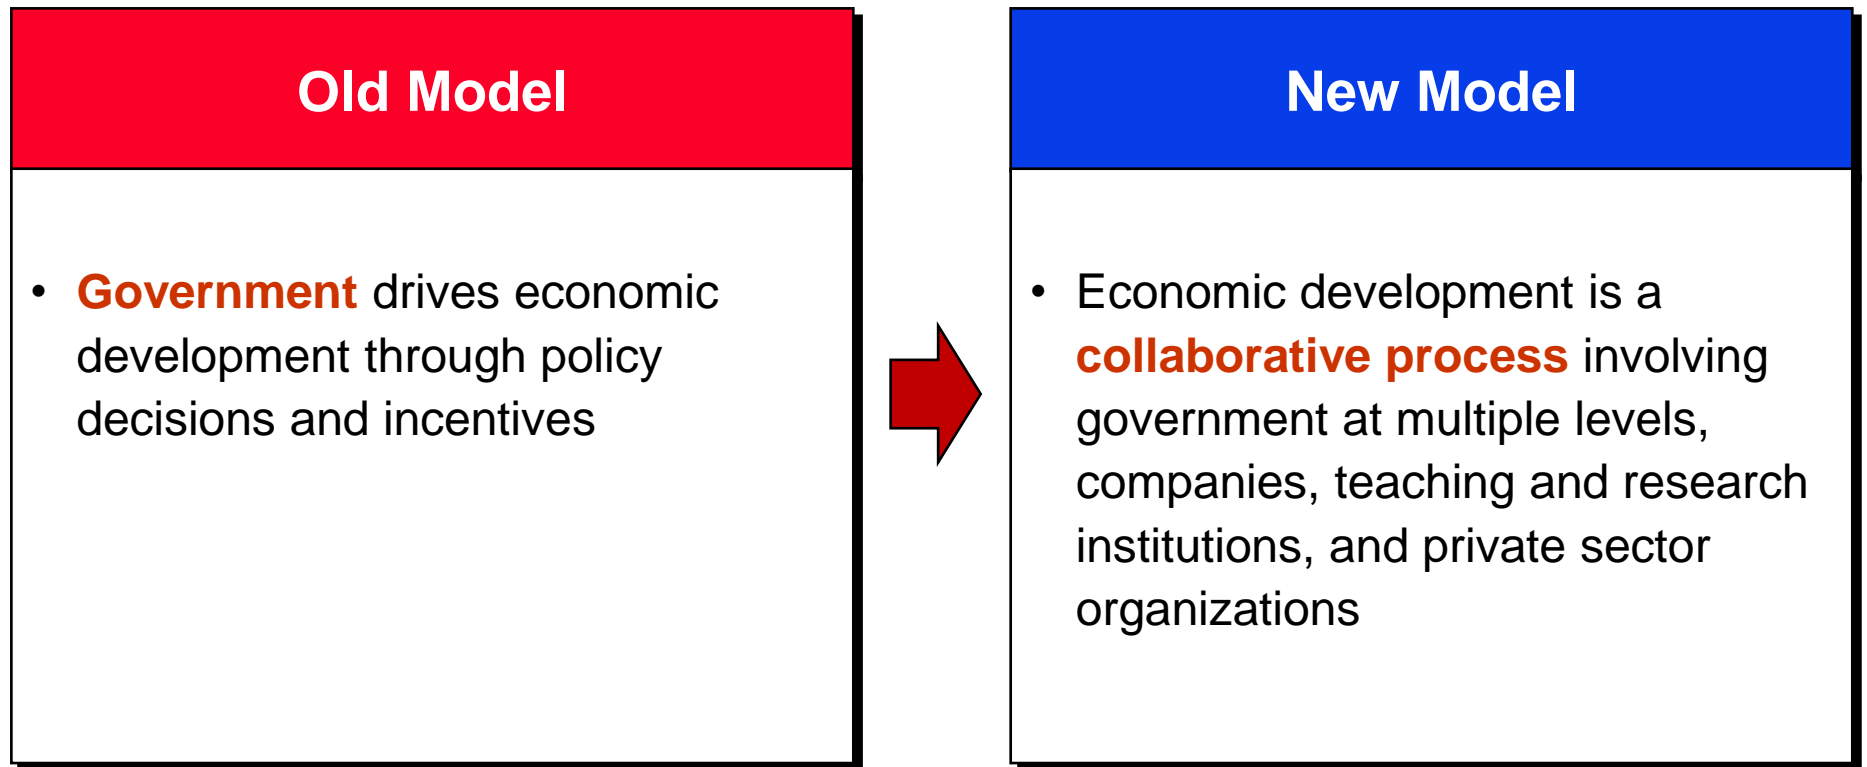 Old Model
• Government drives economic
development through policy
decisions and incentives
New Model
• Economic development is a
collaborative process involving
government at multiple levels,
companies, teaching and research
institutions, and private sector
organizations